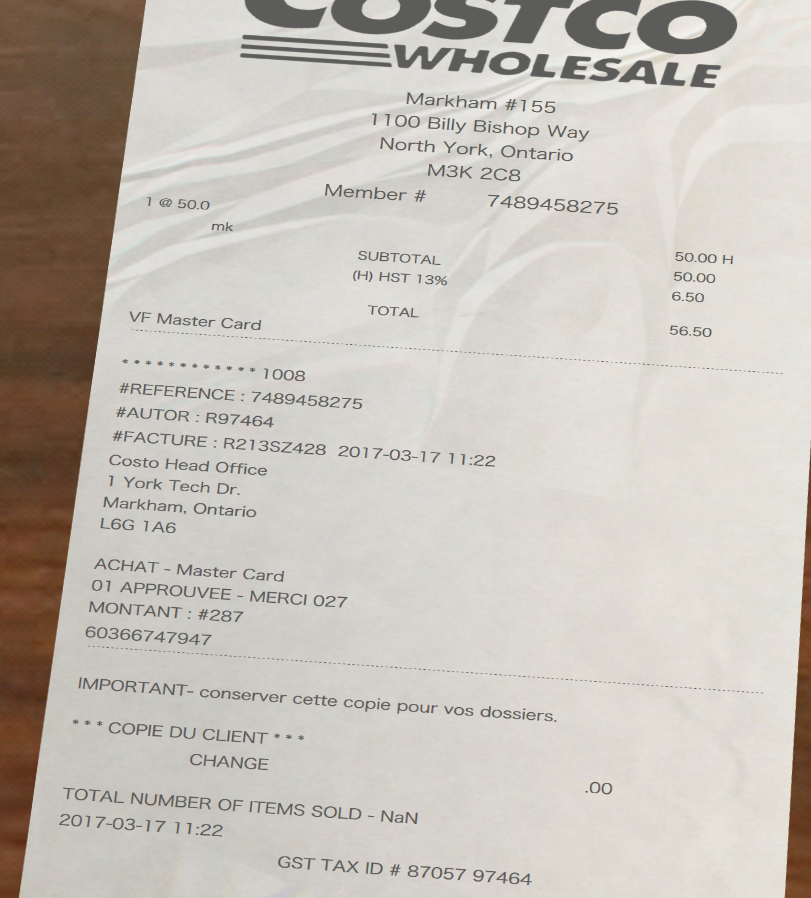 COSTCO
WHOLESALE
Markham #155
1100 Billy Bishop Way
North York, Ontario
M3K 2C8
Member # 7489458275
1 @ 50.0
mk
50.00 H
SUBTOTAL 50.00
(H) HST 13% 6.50
TOTAL 56.50
VF Master Card
* * * * * * * * * * * * 1008
#REFERENCE : 7489458275
#AUTOR : R97464
#FACTURE : R213SZ428 2017-03-17 11:22
Costo Head Office
1 York Tech Dr.
Markham, Ontario
L6G 1A6
ACHAT - Master Card
01 APPROUVEE - MERCI 027
MONTANT : #287
60366747947
IMPORTANT- conserver cette copie pour vos dossiers.
* * * COPIE DU CLIENT * * *
CHANGE .00
TOTAL NUMBER OF ITEMS SOLD - NaN
2017-03-17 11:22
GST TAX ID # 87057 97464